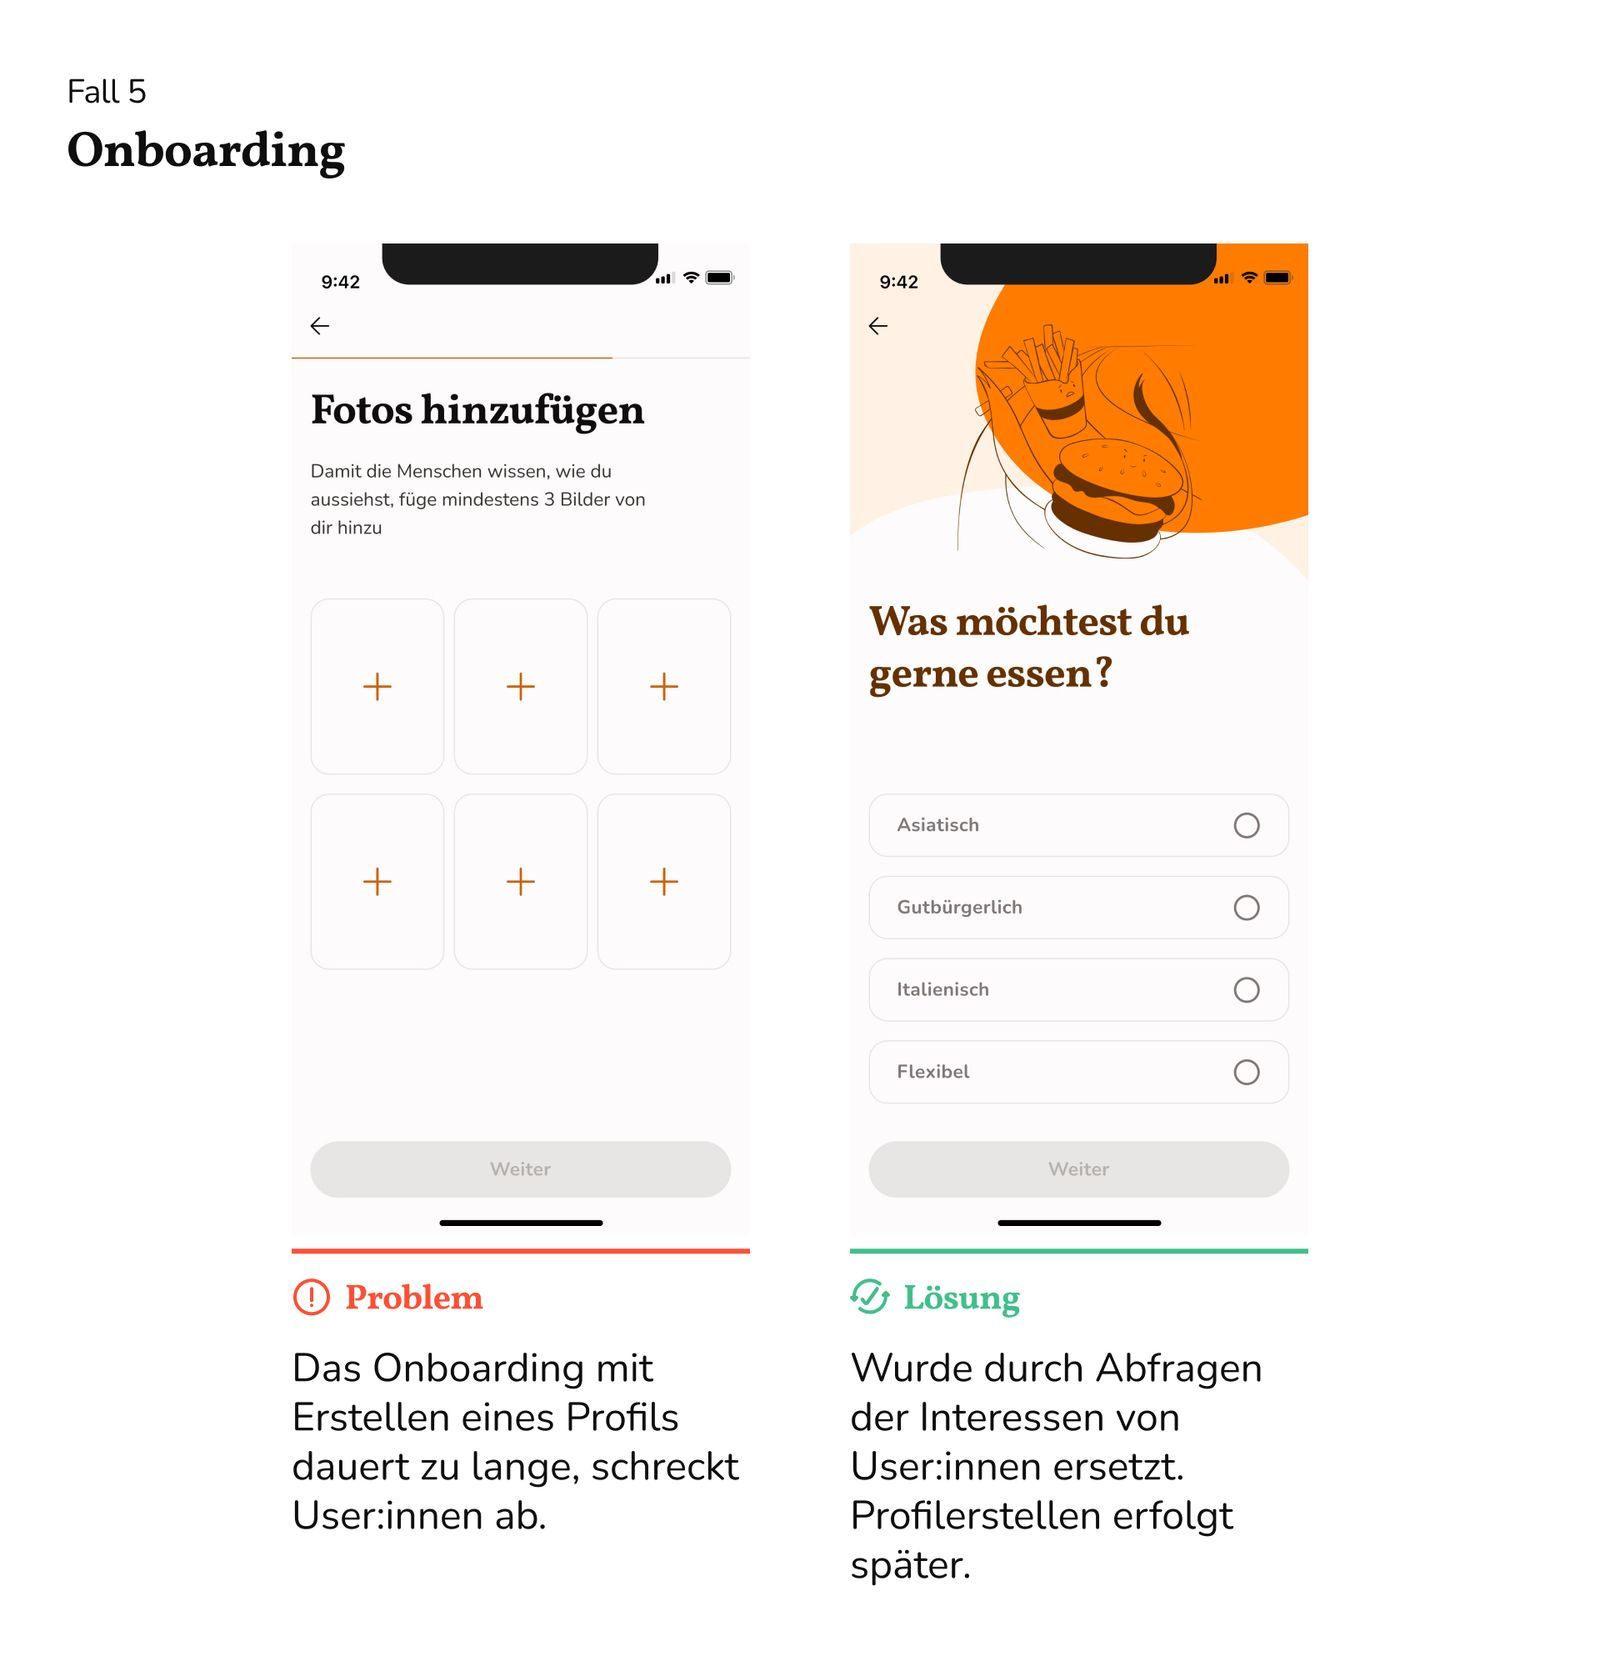 Fall 5
Onboarding
9:42
Fotos hinzufügen
Damit die Menschen wissen, wie du
aussiehst, füge mindestens 3 Bilder von
dir hinzu
Weiter
Problem
Das Onboarding mit
Erstellen eines Profils
dauert zu lange, schreckt
User:innen ab.
9:42
Was möchtest du
gerne essen?
Asiatisch
Gutbürgerlich
Italienisch
Flexibel
Weiter
Lösung
Wurde durch Abfragen
der Interessen von
User:innen ersetzt.
Profilerstellen erfolgt
später.